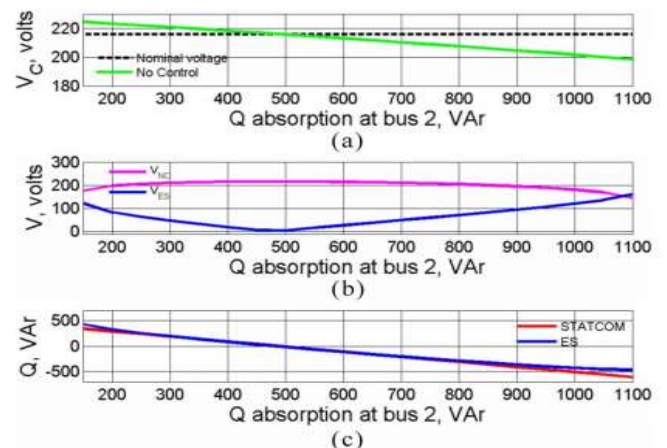 220
200
180
V_C, volts
Nominal voltage
No Control
200 300 400 500 600 700 800 900 1000 1100
Q absorption at bus 2, VAr
(a)
300
200
100
0
V, volts
V_NC
V_ES
200 300 400 500 600 700 800 900 1000 1100
Q absorption at bus 2, VAr
(b)
500
0
-500
Q, VAr
STATCOM
ES
200 300 400 500 600 700 800 900 1000 1100
Q absorption at bus 2, VAr
(c)